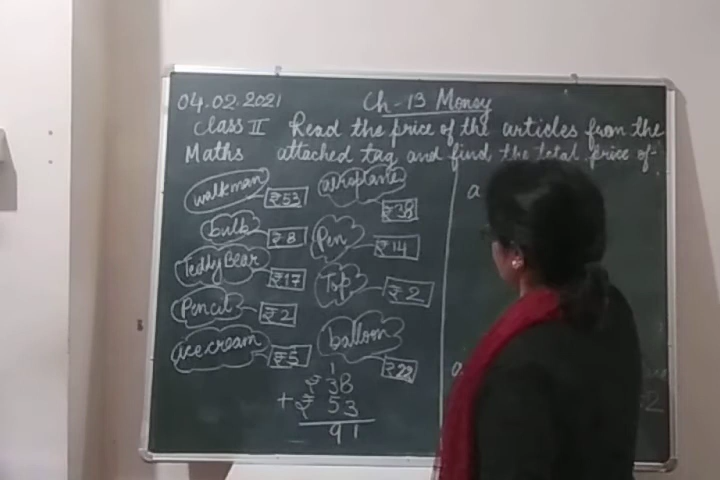 04.02.2021
Ch-13 Money
Class II Read the price of the articles from the
Maths attached tag and find the total price of-
walkman ₹53
aeroplane ₹38
bulb ₹8
Pen ₹14
Teddy Bear ₹17
Top ₹2
Pencil ₹2
balloon ₹22
ice cream ₹5
1
₹38
+ ₹53
91
a
a
2